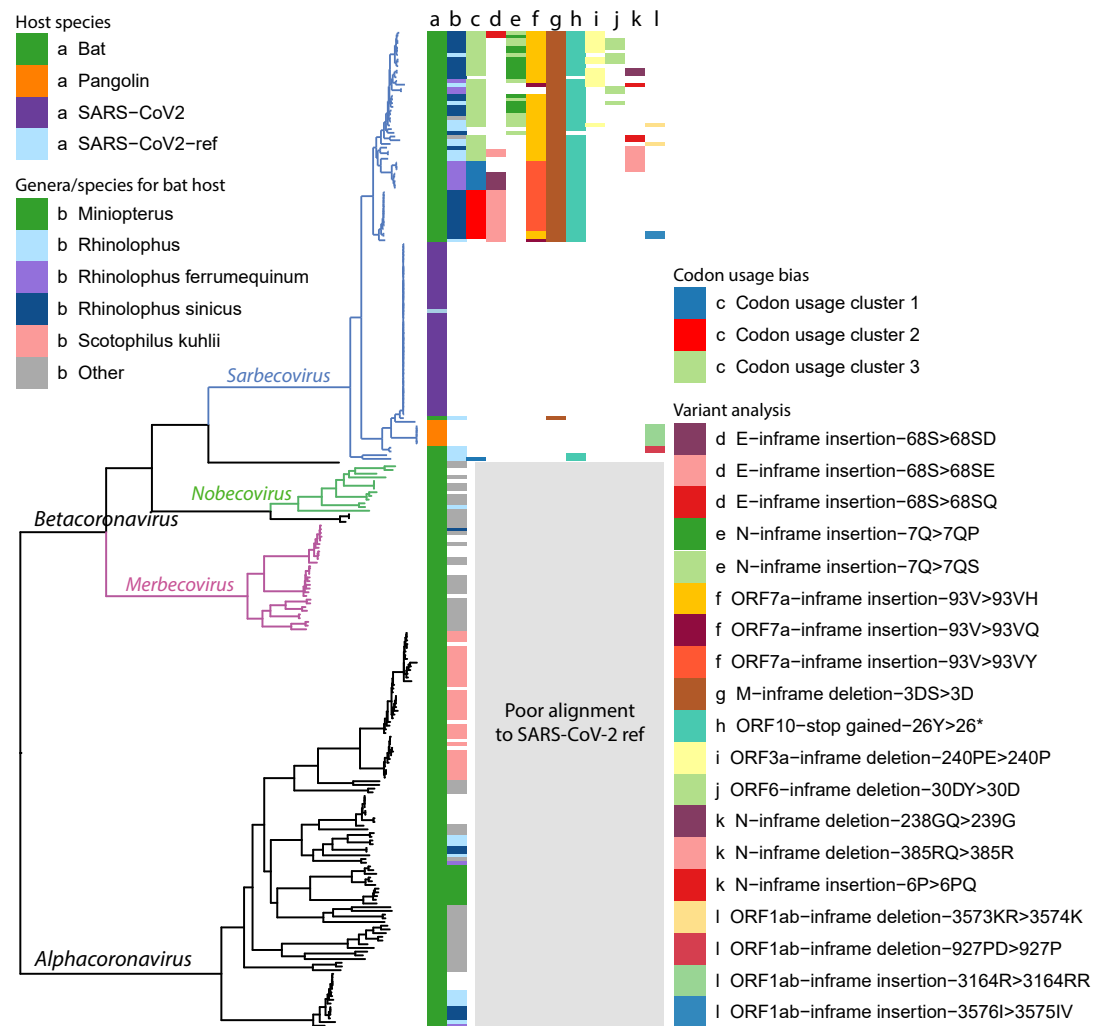 Host species
a Bat
a Pangolin
a SARS−CoV2
a SARS−CoV2−ref
Genera/species for bat host
b Miniopterus
b Rhinolophus
b Rhinolophus ferrumequinum
b Rhinolophus sinicus
b Scotophilus kuhlii
b Other
a b c d e f g h i j k l
Sarbecovirus
Nobecovirus
Betacoronavirus
Merbecovirus
Alphacoronavirus
Poor alignment
to SARS-CoV-2 ref
Codon usage bias
c Codon usage cluster 1
c Codon usage cluster 2
c Codon usage cluster 3
Variant analysis
d E−inframe insertion−68S>68SD
d E−inframe insertion−68S>68SE
d E−inframe insertion−68S>68SQ
e N−inframe insertion−7Q>7QP
e N−inframe insertion−7Q>7QS
f ORF7a−inframe insertion−93V>93VH
f ORF7a−inframe insertion−93V>93VQ
f ORF7a−inframe insertion−93V>93VY
g M−inframe deletion−3DS>3D
h ORF10−stop gained−26Y>26*
i ORF3a−inframe deletion−240PE>240P
j ORF6−inframe deletion−30DY>30D
k N−inframe deletion−238GQ>239G
k N−inframe deletion−385RQ>385R
k N−inframe insertion−6P>6PQ
l ORF1ab−inframe deletion−3573KR>3574K
l ORF1ab−inframe deletion−927PD>927P
l ORF1ab−inframe insertion−3164R>3164RR
l ORF1ab−inframe insertion−3576I>3575IV